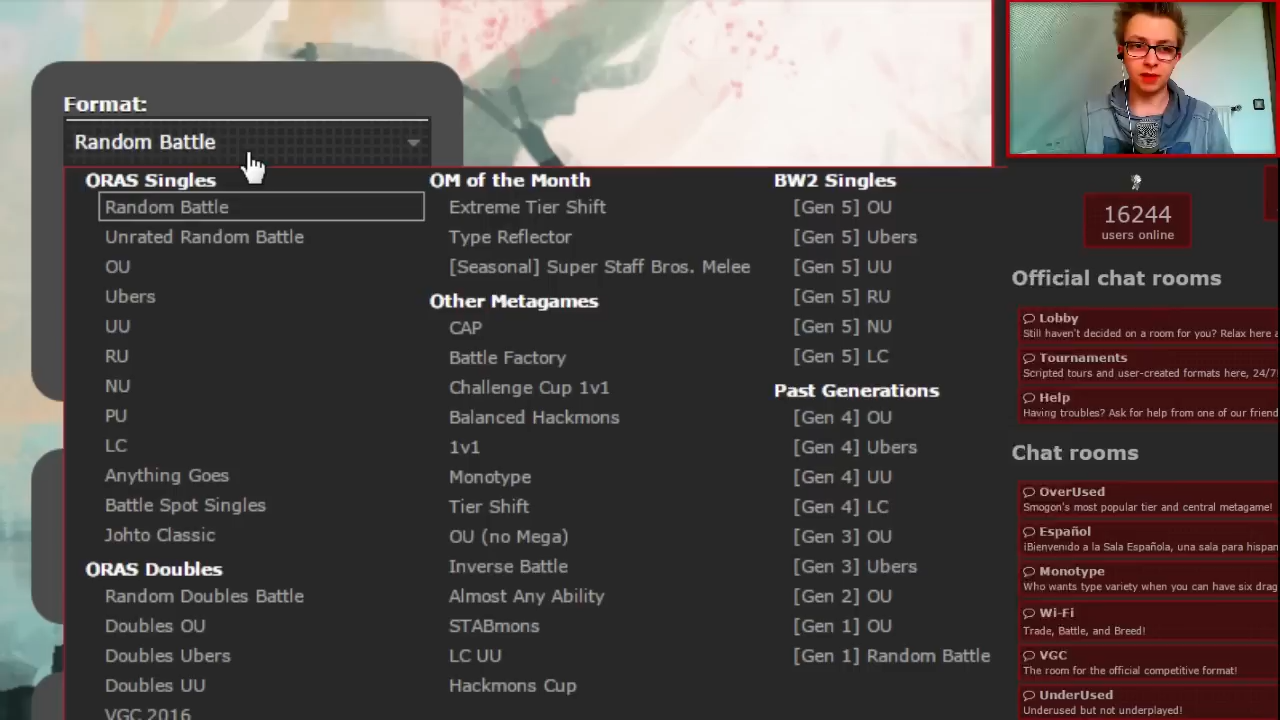 Format:
Random Battle
ORAS Singles
Random Battle
Unrated Random Battle
OU
Ubers
UU
RU
NU
PU
LC
Anything Goes
Battle Spot Singles
Johto Classic
ORAS Doubles
Random Doubles Battle
Doubles OU
Doubles Ubers
Doubles UU
VGC 2016
OM of the Month
Extreme Tier Shift
Type Reflector
[Seasonal] Super Staff Bros. Melee
Other Metagames
CAP
Battle Factory
Challenge Cup 1v1
Balanced Hackmons
1v1
Monotype
Tier Shift
OU (no Mega)
Inverse Battle
Almost Any Ability
STABmons
LC UU
Hackmons Cup
BW2 Singles
[Gen 5] OU
[Gen 5] Ubers
[Gen 5] UU
[Gen 5] RU
[Gen 5] NU
[Gen 5] LC
Past Generations
[Gen 4] OU
[Gen 4] Ubers
[Gen 4] UU
[Gen 4] LC
[Gen 3] OU
[Gen 3] Ubers
[Gen 2] OU
[Gen 1] OU
[Gen 1] Random Battle
16244
users online
Official chat rooms
Lobby
Still haven't decided on a room for you? Relax here
Tournaments
Scripted tours and user-created formats here, 24/7
Help
Having troubles? Ask for help from one of our friend
Chat rooms
OverUsed
Smogon's most popular tier and central metagame!
Español
¡Bienvenido a la Sala Española, una sala para hispan
Monotype
Who wants type variety when you can have six drag
Wi-Fi
Trade, Battle, and Breed!
VGC
The room for the official competitive format!
UnderUsed
Underused but not underplayed!